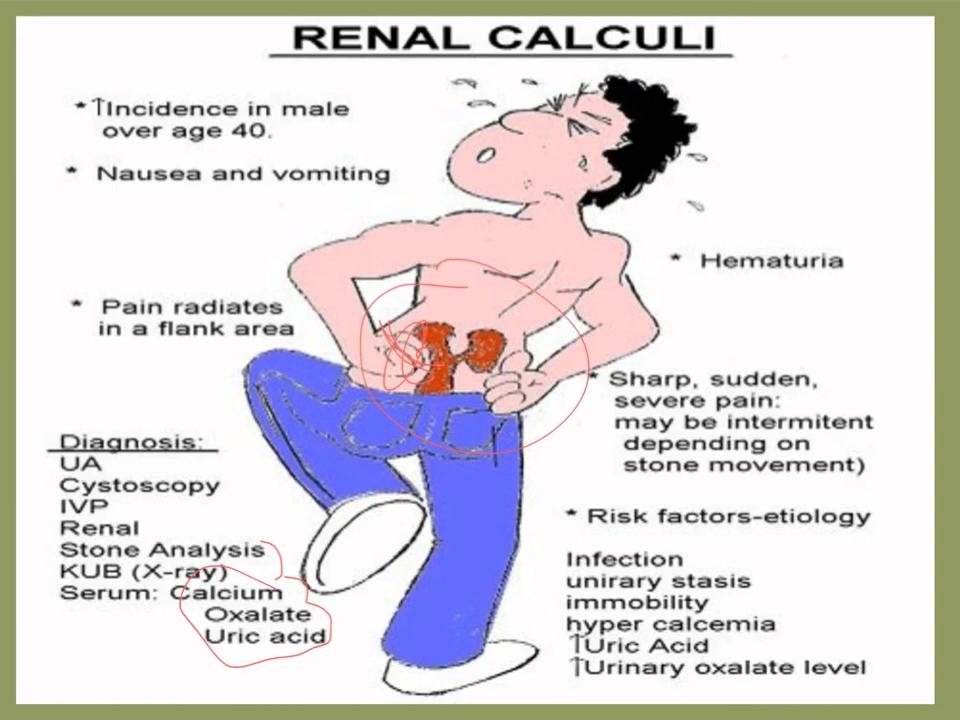 RENAL CALCULI
*↑Incidence in male
over age 40.
* Nausea and vomiting
* Hematuria
* Pain radiates
in a flank area
* Sharp, sudden,
severe pain:
may be intermitent
depending on
stone movement)
Diagnosis:
UA
Cystoscopy
IVP
Renal
Stone Analysis
KUB (X-ray)
Serum: Calcium
Oxalate
Uric acid
* Risk factors-etiology
Infection
unirary stasis
immobility
hyper calcemia
↑Uric Acid
↑Urinary oxalate level